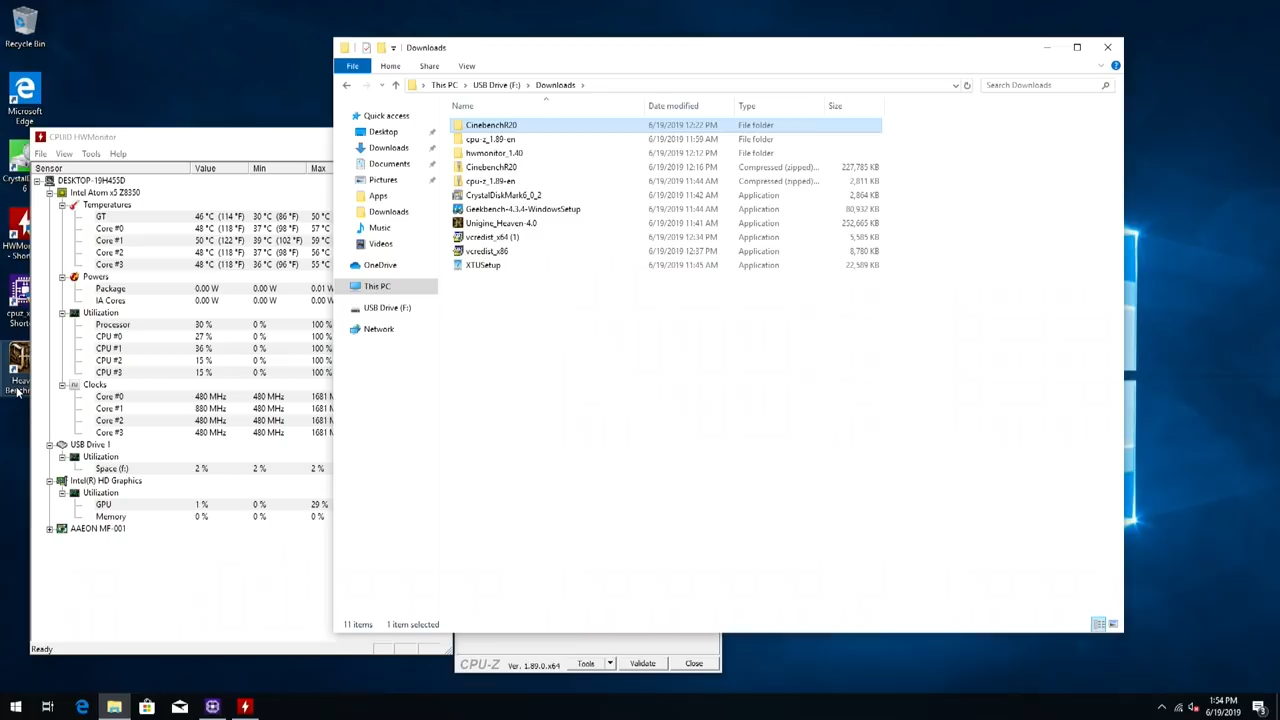 Recycle Bin
Microsoft
Edge
6
HWM
- Short
cpuz_x
Short
Heav
Benchm
CPUID HWMonitor
File View Tools Help
Sensor Value Min Max
DESKTOP-19H455D
Intel Atom x5 Z8350
Temperatures
GT 46 °C (114 °F) 30 °C (86 °F) 50 °C
Core #0 48 °C (118 °F) 37 °C (98 °F) 56 °C
Core #1 50 °C (122 °F) 39 °C (102 °F) 59 °C
Core #2 48 °C (118 °F) 37 °C (98 °F) 56 °C
Core #3 48 °C (118 °F) 36 °C (96 °F) 55 °C
Powers
Package 0.00 W 0.00 W 0.01 W
IA Cores 0.00 W 0.00 W 0.00 W
Utilization
Processor 30 % 0 % 100 %
CPU #0 27 % 0 % 100 %
CPU #1 36 % 0 % 100 %
CPU #2 15 % 0 % 100 %
CPU #3 15 % 0 % 100 %
Clocks
Core #0 480 MHz 480 MHz 1681 M
Core #1 880 MHz 480 MHz 1681 M
Core #2 480 MHz 480 MHz 1681 M
Core #3 480 MHz 480 MHz 1681 M
USB Drive 1
Utilization
Space (f:) 2 % 2 % 2 %
Intel(R) HD Graphics
Utilization
GPU 1 % 0 % 29 %
Memory 0 % 0 % 0 %
AAEON MF-001
Ready
Downloads
File Home Share View
This PC > USB Drive (F:) > Downloads >
Search Downloads
Quick access
Desktop
Downloads
Documents
Pictures
Apps
Downloads
Music
Videos
OneDrive
This PC
USB Drive (F:)
Network
Name Date modified Type Size
CinebenchR20 6/19/2019 12:22 PM File folder
cpu-z_1.89-en 6/19/2019 11:59 AM File folder
hwmonitor_1.40 6/19/2019 12:12 PM File folder
CinebenchR20 6/19/2019 12:16 PM Compressed (zipped)... 227,785 KB
cpu-z_1.89-en 6/19/2019 11:44 AM Compressed (zipped)... 2,811 KB
CrystalDiskMark6_0_2 6/19/2019 11:42 AM Application 2,864 KB
Geekbench-4.3.4-WindowsSetup 6/19/2019 11:42 AM Application 80,932 KB
Unigine_Heaven-4.0 6/19/2019 11:41 AM Application 252,665 KB
vcredist_x64 (1) 6/19/2019 12:34 PM Application 5,585 KB
vcredist_x86 6/19/2019 12:37 PM Application 8,780 KB
XTUSetup 6/19/2019 11:45 AM Application 22,589 KB
11 items 1 item selected
CPU-Z Ver. 1.89.0.x64 Tools Validate Close
1:54 PM
6/19/2019
3